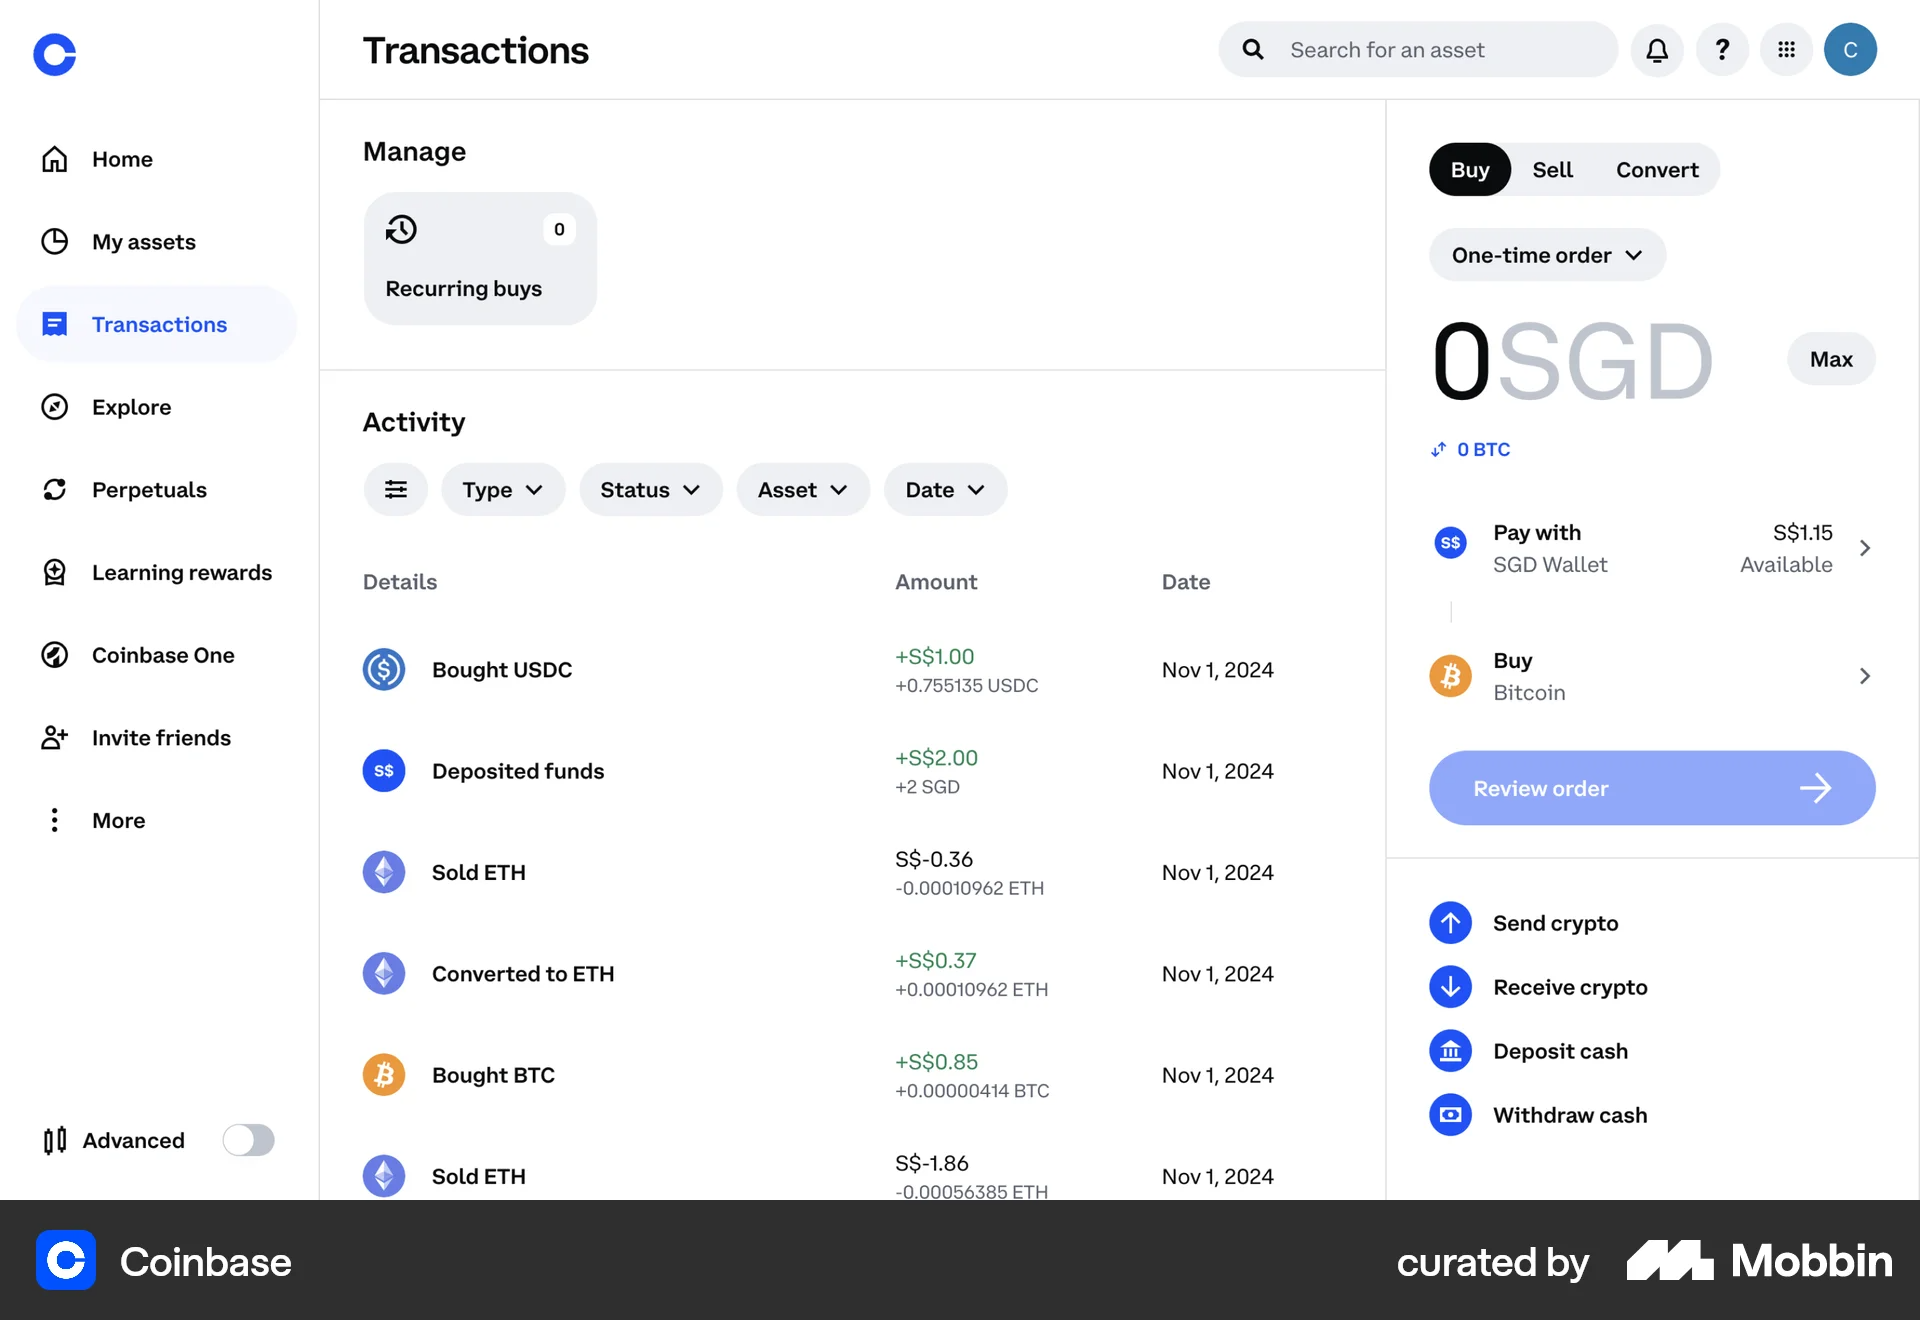 Transactions
Search for an asset
?
C
Home
My assets
Transactions
Explore
Perpetuals
Learning rewards
Coinbase One
Invite friends
More
Advanced
Manage
0
Recurring buys
Activity
Type
Status
Asset
Date
Details Amount Date
Bought USDC
+S$1.00
+0.755135 USDC
Nov 1, 2024
S$
Deposited funds
+S$2.00
+2 SGD
Nov 1, 2024
Sold ETH
S$-0.36
-0.00010962 ETH
Nov 1, 2024
Converted to ETH
+S$0.37
+0.00010962 ETH
Nov 1, 2024
Bought BTC
+S$0.85
+0.00000414 BTC
Nov 1, 2024
Sold ETH
S$-1.86
-0.00056385 ETH
Nov 1, 2024
Buy Sell Convert
One-time order
0SGD
Max
0 BTC
S$
Pay with
SGD Wallet
S$1.15
Available
Buy
Bitcoin
Review order
Send crypto
Receive crypto
Deposit cash
Withdraw cash
Coinbase
curated by
Mobbin